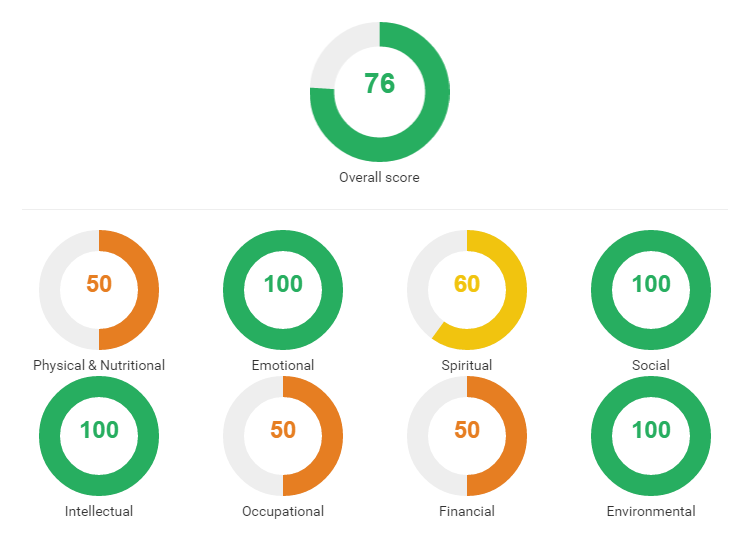 76
Overall score
50
100
60
100
Physical & Nutritional
Emotional
Spiritual
Social
100
50
50
100
Intellectual
Occupational
Financial
Environmental